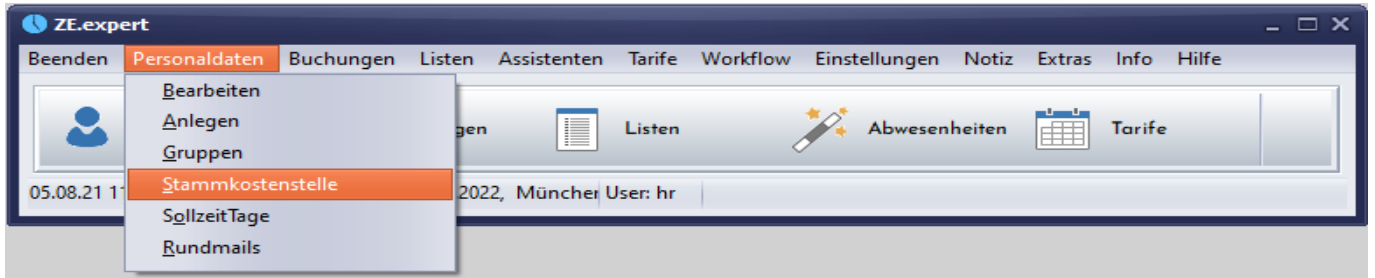 ZE.expert
Beenden Personaldaten Buchungen Listen Assistenten Tarife Workflow Einstellungen Notiz Extras Info Hilfe
Bearbeiten
Anlegen
gen Listen Abwesenheiten Tarife
Gruppen
Stammkostenstelle
05.08.21 11 2022, München User: hr
SollzeitTage
Rundmails